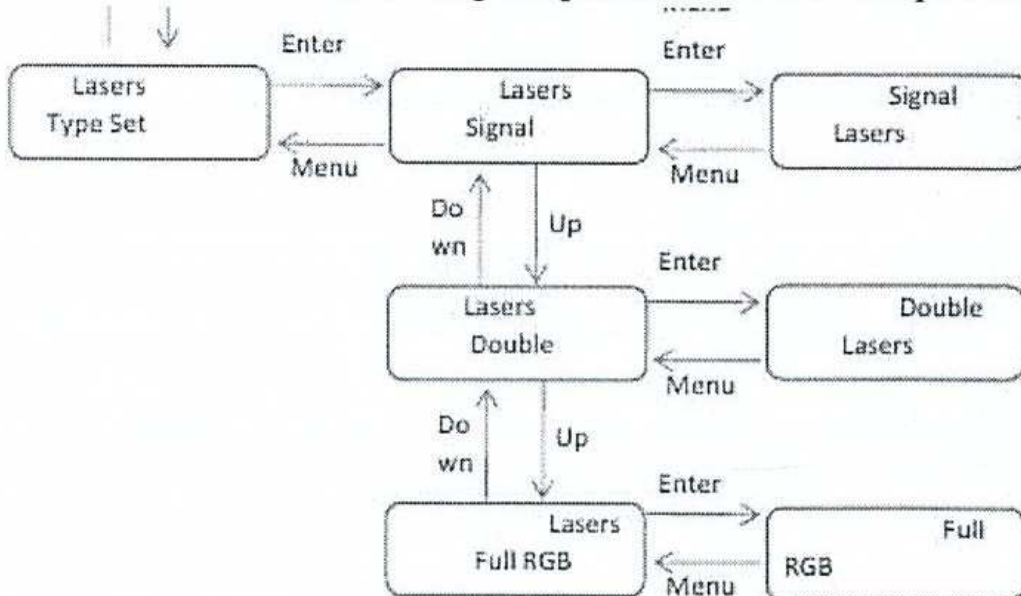 Enter
Enter
Lasers
Type Set
Lasers
Signal
Signal
Lasers
Menu
Menu
Do
wn
Up
Enter
Lasers
Double
Double
Lasers
Menu
Do
wn
Up
Enter
Lasers
Full RGB
Full
RGB
Menu